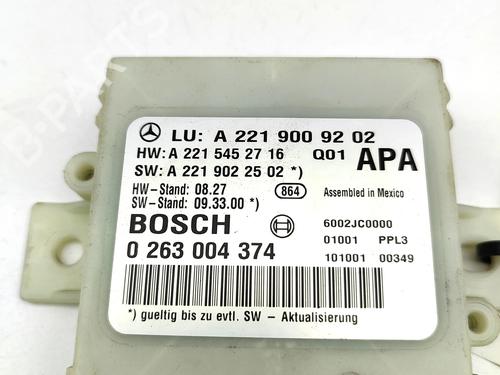 LU: A 221 900 92 02
HW: A 221 545 27 16 Q01 APA
SW: A 221 902 25 02 *)
HW-Stand: 08.27 864 Assembled in Mexico
SW-Stand: 09.33.00 *)
BOSCH 6002JC0000
01001 PPL3
0 263 004 374 101001 00349
*) gueltig bis zu evtl. SW - Aktualisierung